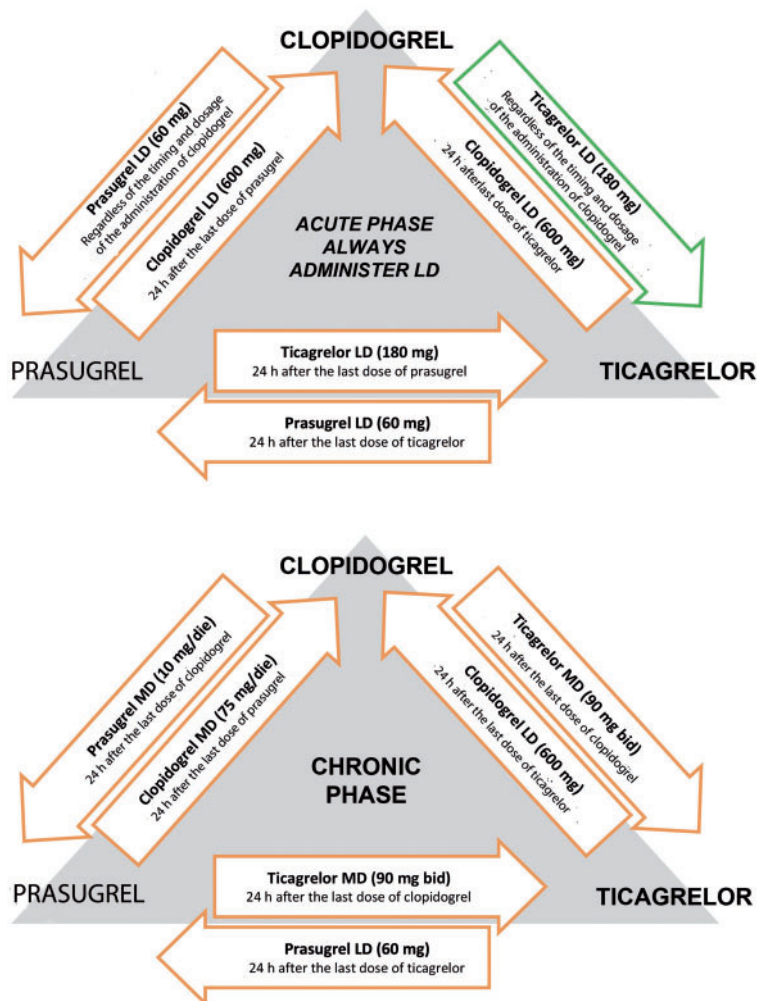 CLOPIDOGREL
Prasugrel LD (60 mg)
Regardless of the timing and dosage
of the administration of clopidogrel
Clopidogrel LD (600 mg)
24 h after the last dose of prasugrel
Ticagrelor LD (180 mg)
Regardless of the timing and dosage
of the administration of clopidogrel
Clopidogrel LD (600 mg)
24 h afterlast dose of ticagrelor
ACUTE PHASE
ALWAYS
ADMINISTER LD
PRASUGREL
Ticagrelor LD (180 mg)
24 h after the last dose of prasugrel
TICAGRELOR
Prasugrel LD (60 mg)
24 h after the last dose of ticagrelor
CLOPIDOGREL
Prasugrel MD (10 mg/die)
24 h after the last dose of clopidogrel
Clopidogrel MD (75 mg/die)
24 h after the last dose of prasugrel
Ticagrelor MD (90 mg bid)
24 h after the last dose of clopidogrel
Clopidogrel LD (600 mg)
24 h after the last dose of ticagrelor
CHRONIC
PHASE
PRASUGREL
Ticagrelor MD (90 mg bid)
24 h after the last dose of clopidogrel
TICAGRELOR
Prasugrel LD (60 mg)
24 h after the last dose of ticagrelor